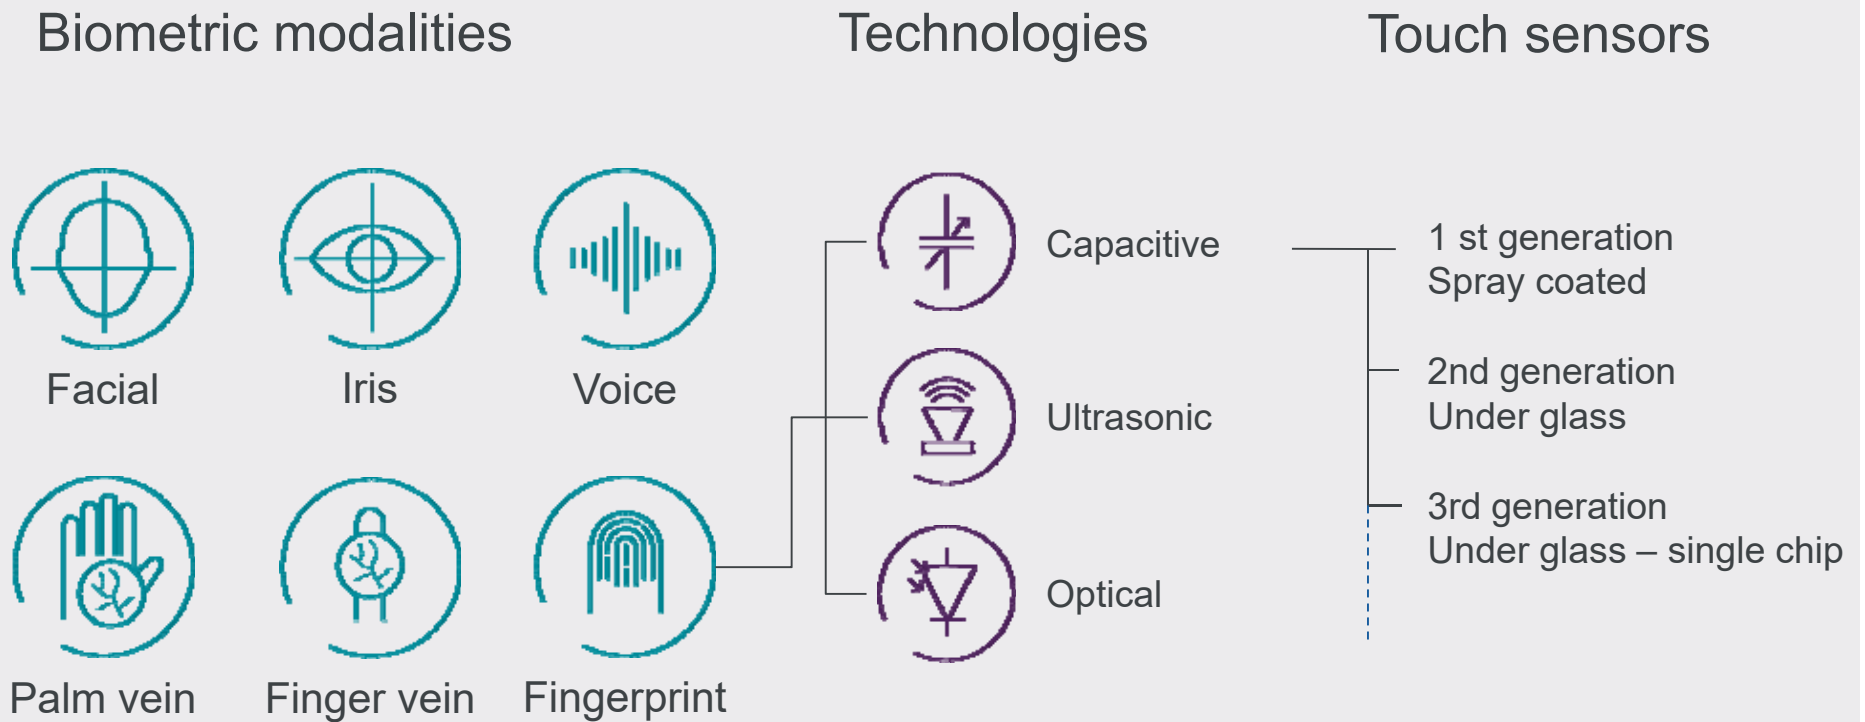 Biometric modalities
Technologies
Touch sensors
Facial
Iris
Voice
Palm vein
Finger vein
Fingerprint
Capacitive
Ultrasonic
Optical
1 st generation
Spray coated
2nd generation
Under glass
3rd generation
Under glass – single chip